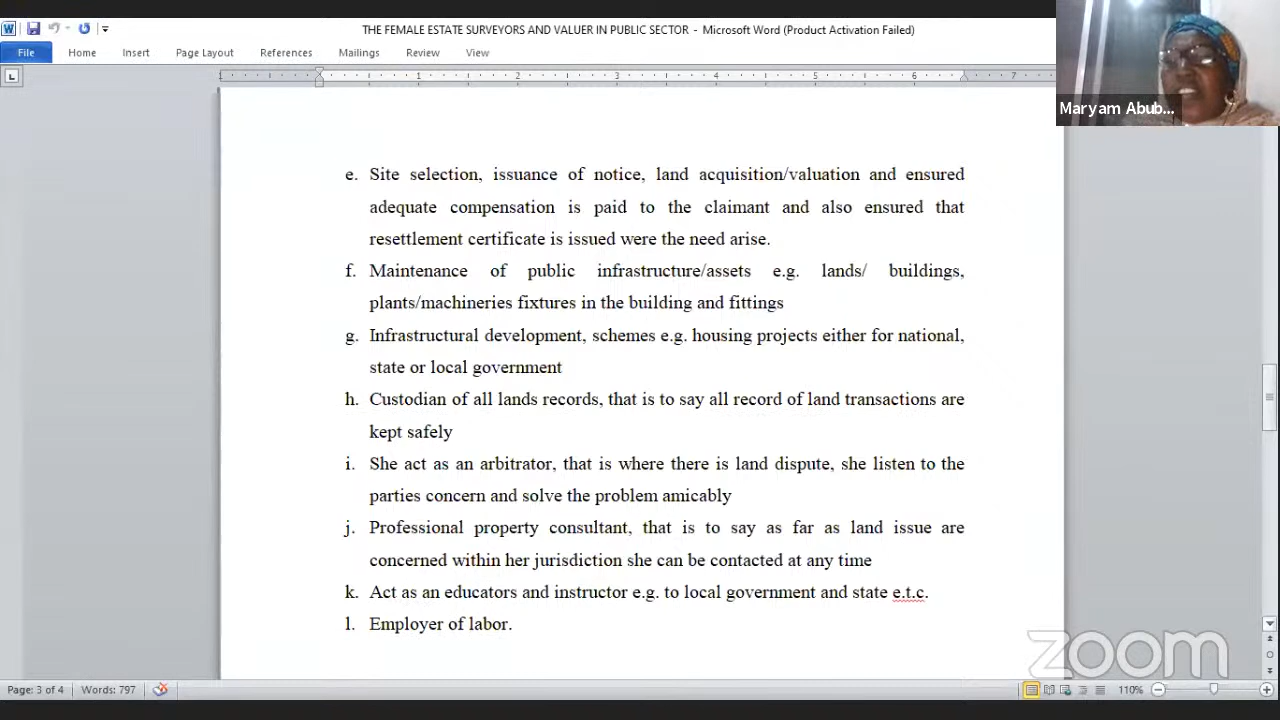 THE FEMALE ESTATE SURVEYORS AND VALUER IN PUBLIC SECTOR - Microsoft Word (Product Activation Failed)
File Home Insert Page Layout References Mailings Review View
1 2 3 4 5 6 7
Maryam Abub...
e. Site selection, issuance of notice, land acquisition/valuation and ensured
adequate compensation is paid to the claimant and also ensured that
resettlement certificate is issued were the need arise.
f. Maintenance of public infrastructure/assets e.g. lands/ buildings,
plants/machineries fixtures in the building and fittings
g. Infrastructural development, schemes e.g. housing projects either for national,
state or local government
h. Custodian of all lands records, that is to say all record of land transactions are
kept safely
i. She act as an arbitrator, that is where there is land dispute, she listen to the
parties concern and solve the problem amicably
j. Professional property consultant, that is to say as far as land issue are
concerned within her jurisdiction she can be contacted at any time
k. Act as an educators and instructor e.g. to local government and state e.t.c.
l. Employer of labor.
zoom
Page: 3 of 4 Words: 797 110%